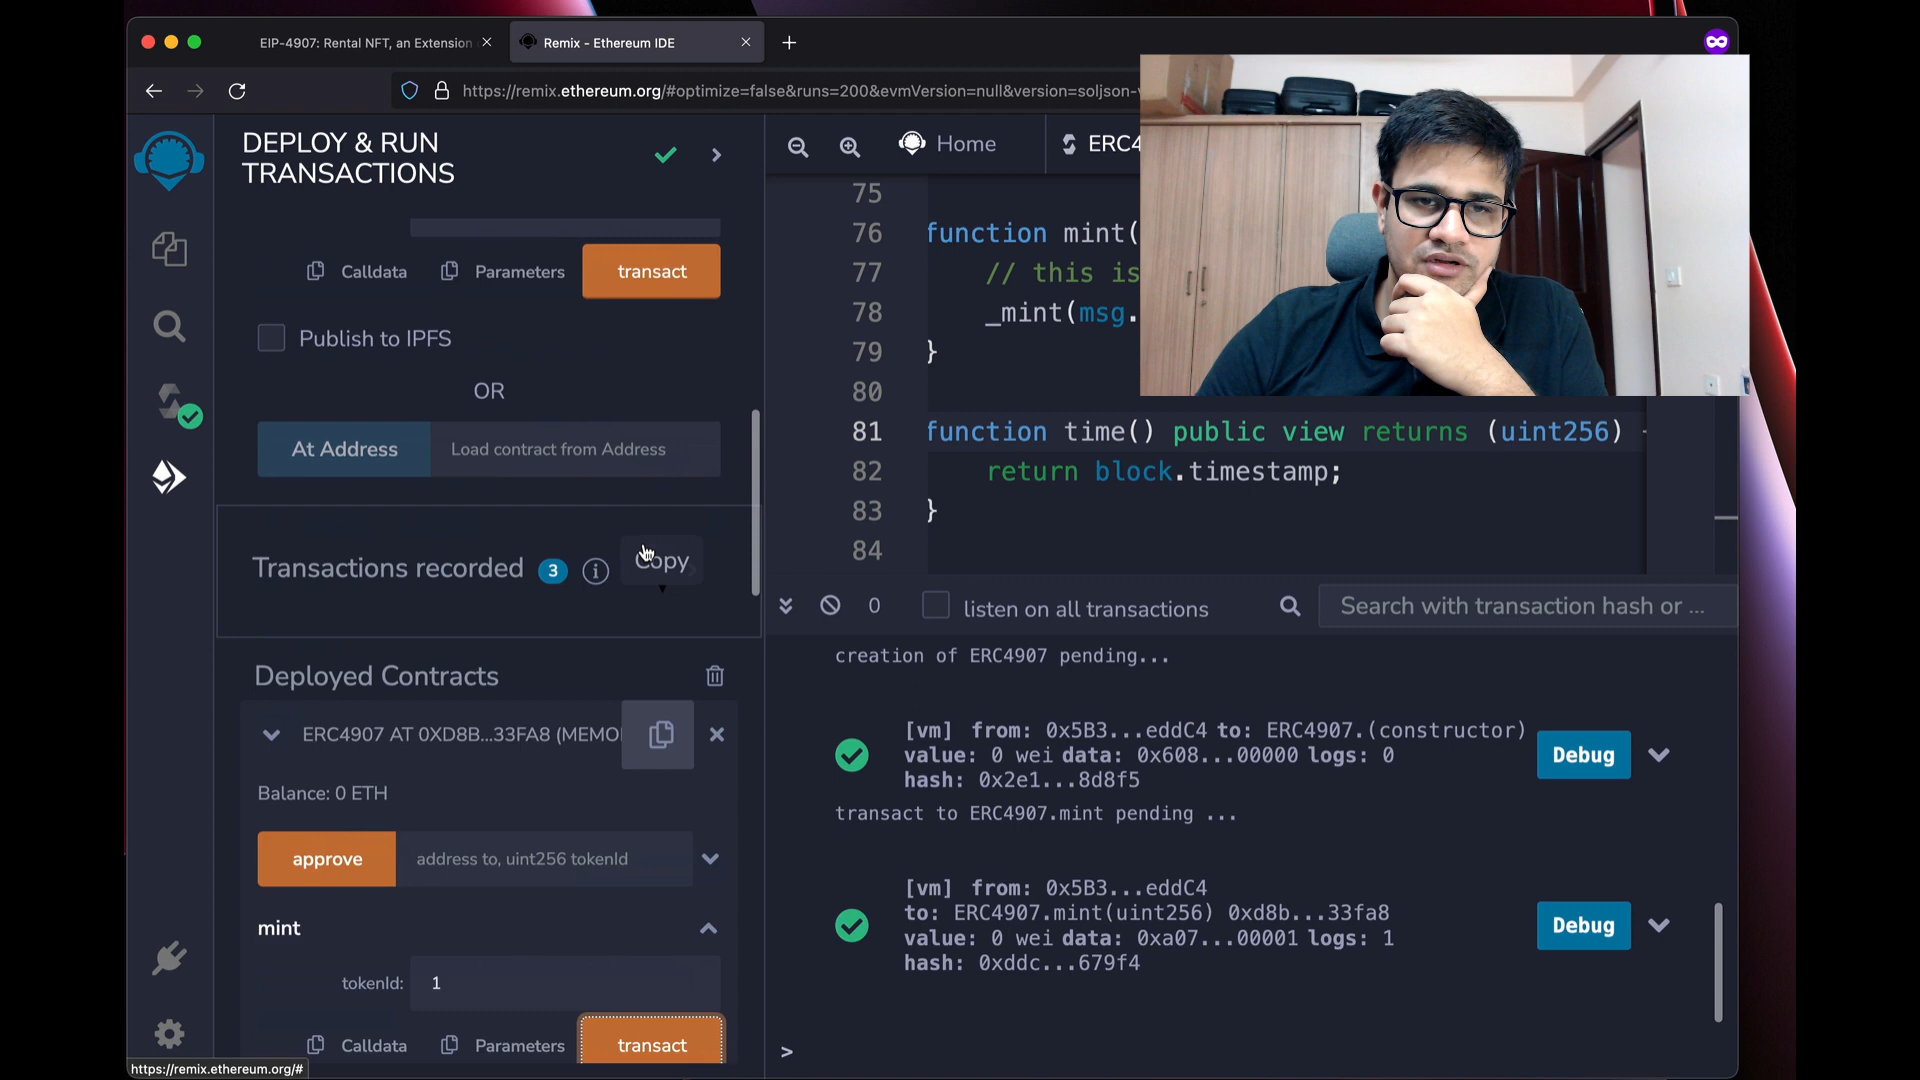 EIP-4907: Rental NFT, an Extension
Remix - Ethereum IDE
https://remix.ethereum.org/#optimize=false&runs=200&evmVersion=null&version=soljson-
DEPLOY & RUN
TRANSACTIONS
Calldata
Parameters
transact
Publish to IPFS
OR
At Address
Load contract from Address
Transactions recorded 3 i
Copy
Deployed Contracts
ERC4907 AT 0XD8B...33FA8 (MEMO
Balance: 0 ETH
approve
address to, uint256 tokenId
mint
tokenId:
1
Calldata
Parameters
transact
https://remix.ethereum.org/#
Home
ERC4
75
76 function mint(
77 // this is
78 _mint(msg.
79 }
80
81 function time() public view returns (uint256)
82 return block.timestamp;
83 }
84
0
listen on all transactions
Search with transaction hash or ...
creation of ERC4907 pending...
[vm] from: 0x5B3...eddC4 to: ERC4907.(constructor)
value: 0 wei data: 0x608...00000 logs: 0
hash: 0x2e1...8d8f5
Debug
transact to ERC4907.mint pending ...
[vm] from: 0x5B3...eddC4
to: ERC4907.mint(uint256) 0xd8b...33fa8
value: 0 wei data: 0xa07...00001 logs: 1
hash: 0xddc...679f4
Debug
>